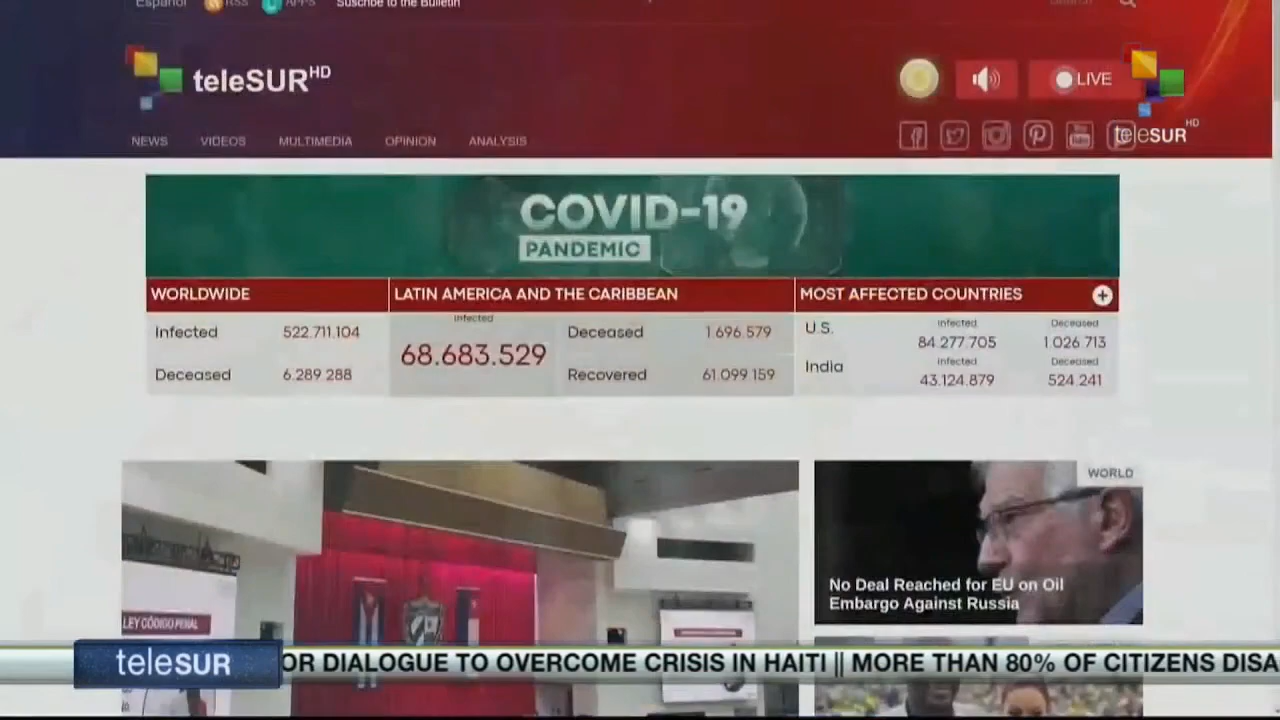 Español RSS APPS Suscribe to the Bulletin
teleSUR HD
LIVE
NEWS VIDEOS MULTIMEDIA OPINION ANALYSIS
teleSUR HD
COVID-19
PANDEMIC
WORLDWIDE
Infected 522.711.104
Deceased 6.289.288
LATIN AMERICA AND THE CARIBBEAN
Infected
68.683.529
Deceased 1.696.579
Recovered 61.099.159
MOST AFFECTED COUNTRIES
U.S.
Infected 84.277.705
Deceased 1.026.713
India
Infected 43.124.879
Deceased 524.241
LEY CÓDIGO PENAL
WORLD
No Deal Reached for EU on Oil
Embargo Against Russia
teleSUR
OR DIALOGUE TO OVERCOME CRISIS IN HAITI || MORE THAN 80% OF CITIZENS DISA